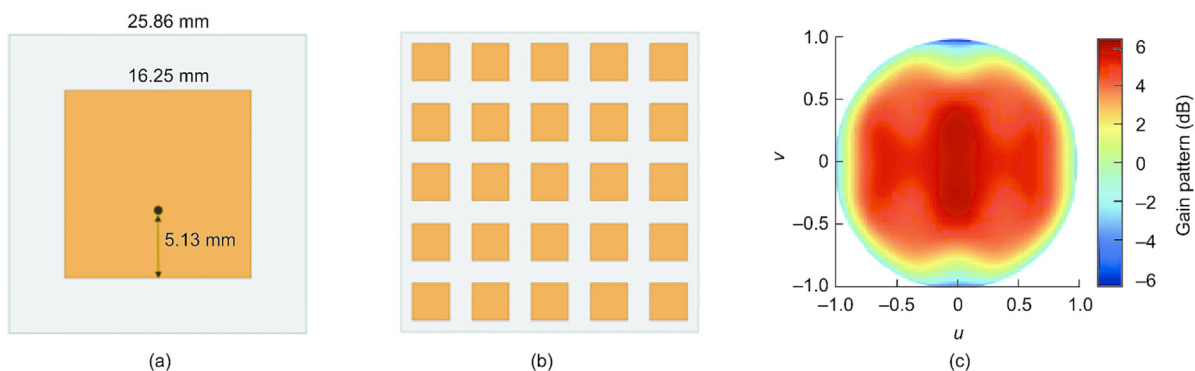 25.86 mm
16.25 mm
5.13 mm
(a)
(b)
1.0
0.5
0
–0.5
–1.0
v
–1.0 –0.5 0 0.5 1.0
u
6
4
2
0
–2
–4
–6
Gain pattern (dB)
(c)